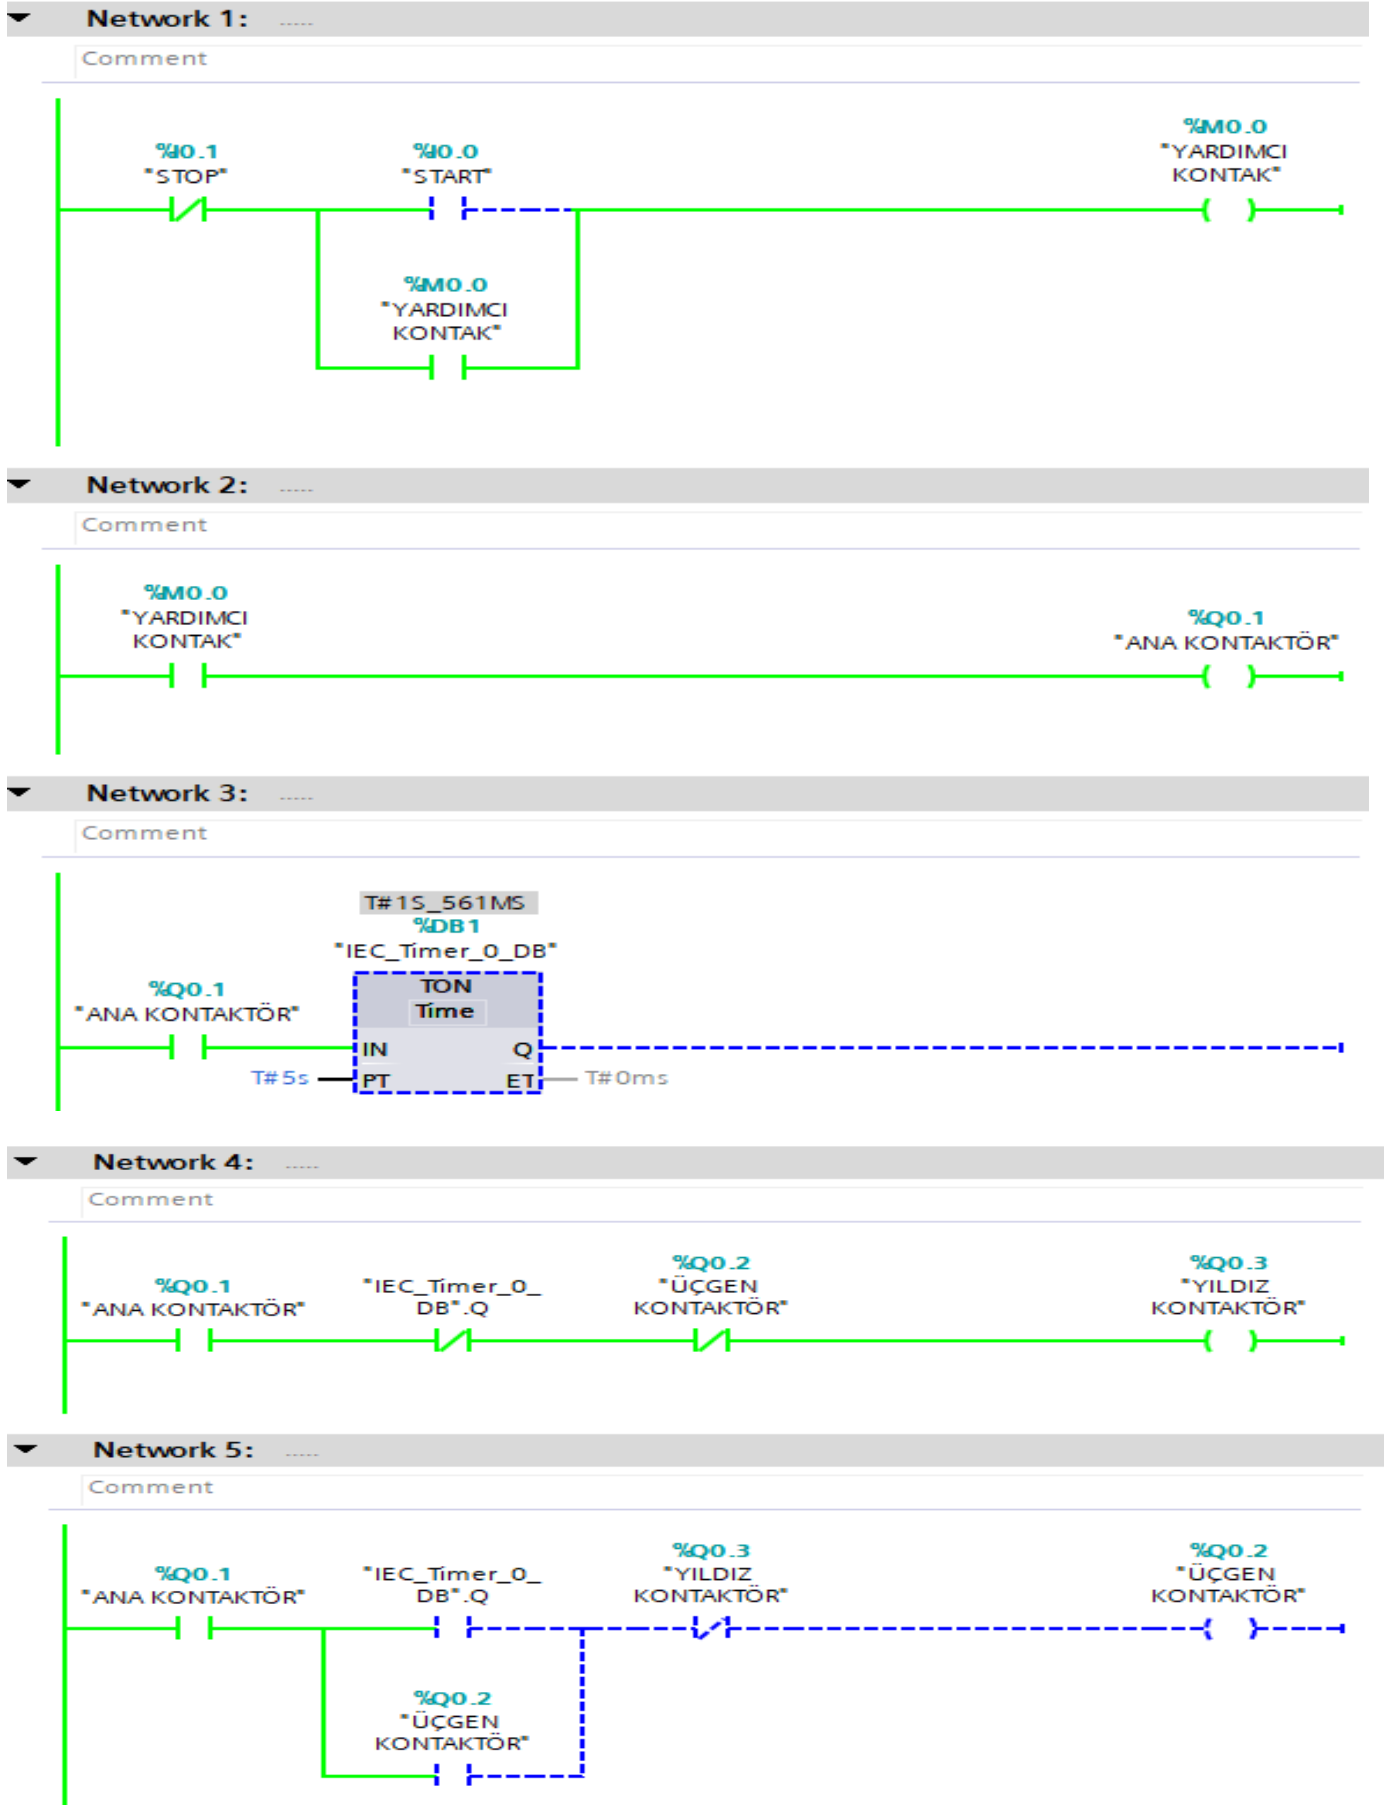 Network 1: .....
Comment
%I0.1
"STOP"
%I0.0
"START"
%M0.0
"YARDIMCI
KONTAK"
%M0.0
"YARDIMCI
KONTAK"
Network 2: .....
Comment
%M0.0
"YARDIMCI
KONTAK"
%Q0.1
"ANA KONTAKTÖR"
Network 3: .....
Comment
T#1S_561MS
%DB1
"IEC_Timer_0_DB"
%Q0.1
"ANA KONTAKTÖR"
TON
Time
IN
Q
T#5s
PT
ET
T#0ms
Network 4: .....
Comment
%Q0.1
"ANA KONTAKTÖR"
"IEC_Timer_0_
DB".Q
%Q0.2
"ÜÇGEN
KONTAKTÖR"
%Q0.3
"YILDIZ
KONTAKTÖR"
Network 5: .....
Comment
%Q0.1
"ANA KONTAKTÖR"
"IEC_Timer_0_
DB".Q
%Q0.3
"YILDIZ
KONTAKTÖR"
%Q0.2
"ÜÇGEN
KONTAKTÖR"
%Q0.2
"ÜÇGEN
KONTAKTÖR"